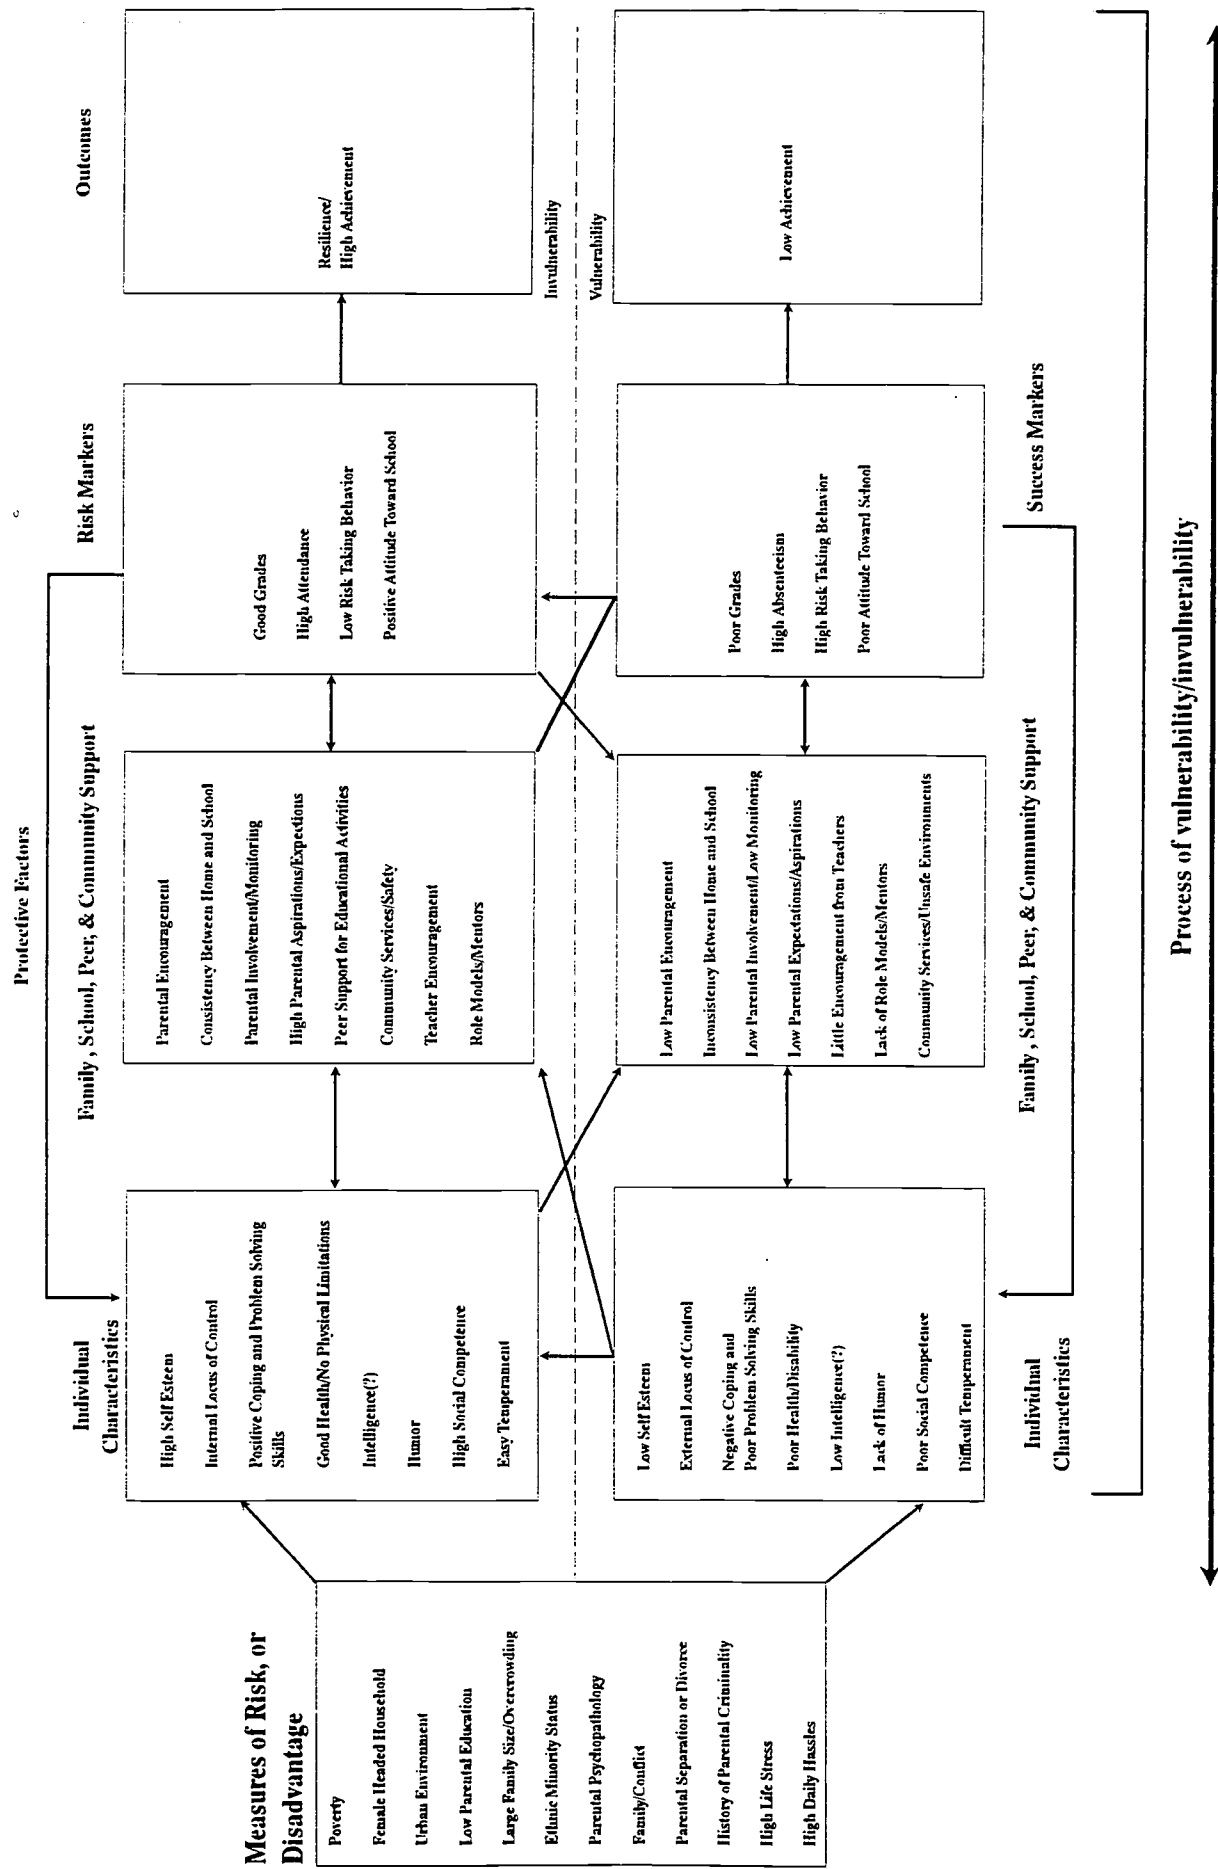 Protective Factors
Individual
Characteristics
Family , School, Peer, & Community Support
Risk Markers
Outcomes
Measures of Risk, or
Disadvantage
Poverty
Female Headed Household
Urban Environment
Low Parental Education
Large Family Size/Overcrowding
Ethnic Minority Status
Parental Psychopathology
Family/Conflict
Parental Separation or Divorce
History of Parental Criminality
High Life Stress
High Daily Hassles
High Self Esteem
Internal Locus of Control
Positive Coping and Problem Solving
Skills
Good Health/No Physical Limitations
Intelligence(?)
Humor
High Social Competence
Easy Temperament
Parental Encouragement
Consistency Between Home and School
Parental Involvement/Monitoring
High Parental Aspirations/Expections
Peer Support for Educational Activities
Community Services/Safety
Teacher Encouragement
Role Models/Mentors
Good Grades
High Attendance
Low Risk Taking Behavior
Positive Attitude Toward School
Resilience/
High Achievement
Invulnerability
Vulnerability
Low Self Esteem
External Locus of Control
Negative Coping and
Poor Problem Solving Skills
Poor Health/Disability
Low Intelligence(?)
Lack of Humor
Poor Social Competence
Difficult Temperament
Low Parental Encouragement
Inconsistency Between Home and School
Low Parental Involvement/Low Monitoring
Low Parental Expectations/Aspirations
Little Encouragement from Teachers
Lack of Role Models/Mentors
Community Services/Unsafe Environments
Poor Grades
High Absenteeism
High Risk Taking Behavior
Poor Attitude Toward School
Low Achievement
Individual
Characteristics
Family , School, Peer, & Community Support
Success Markers
Process of vulnerability/invulnerability